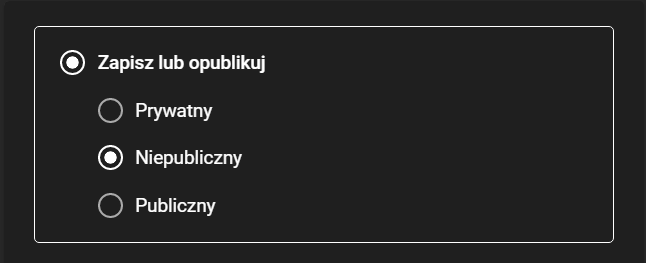 Zapisz lub opublikuj
Prywatny
Niepubliczny
Publiczny